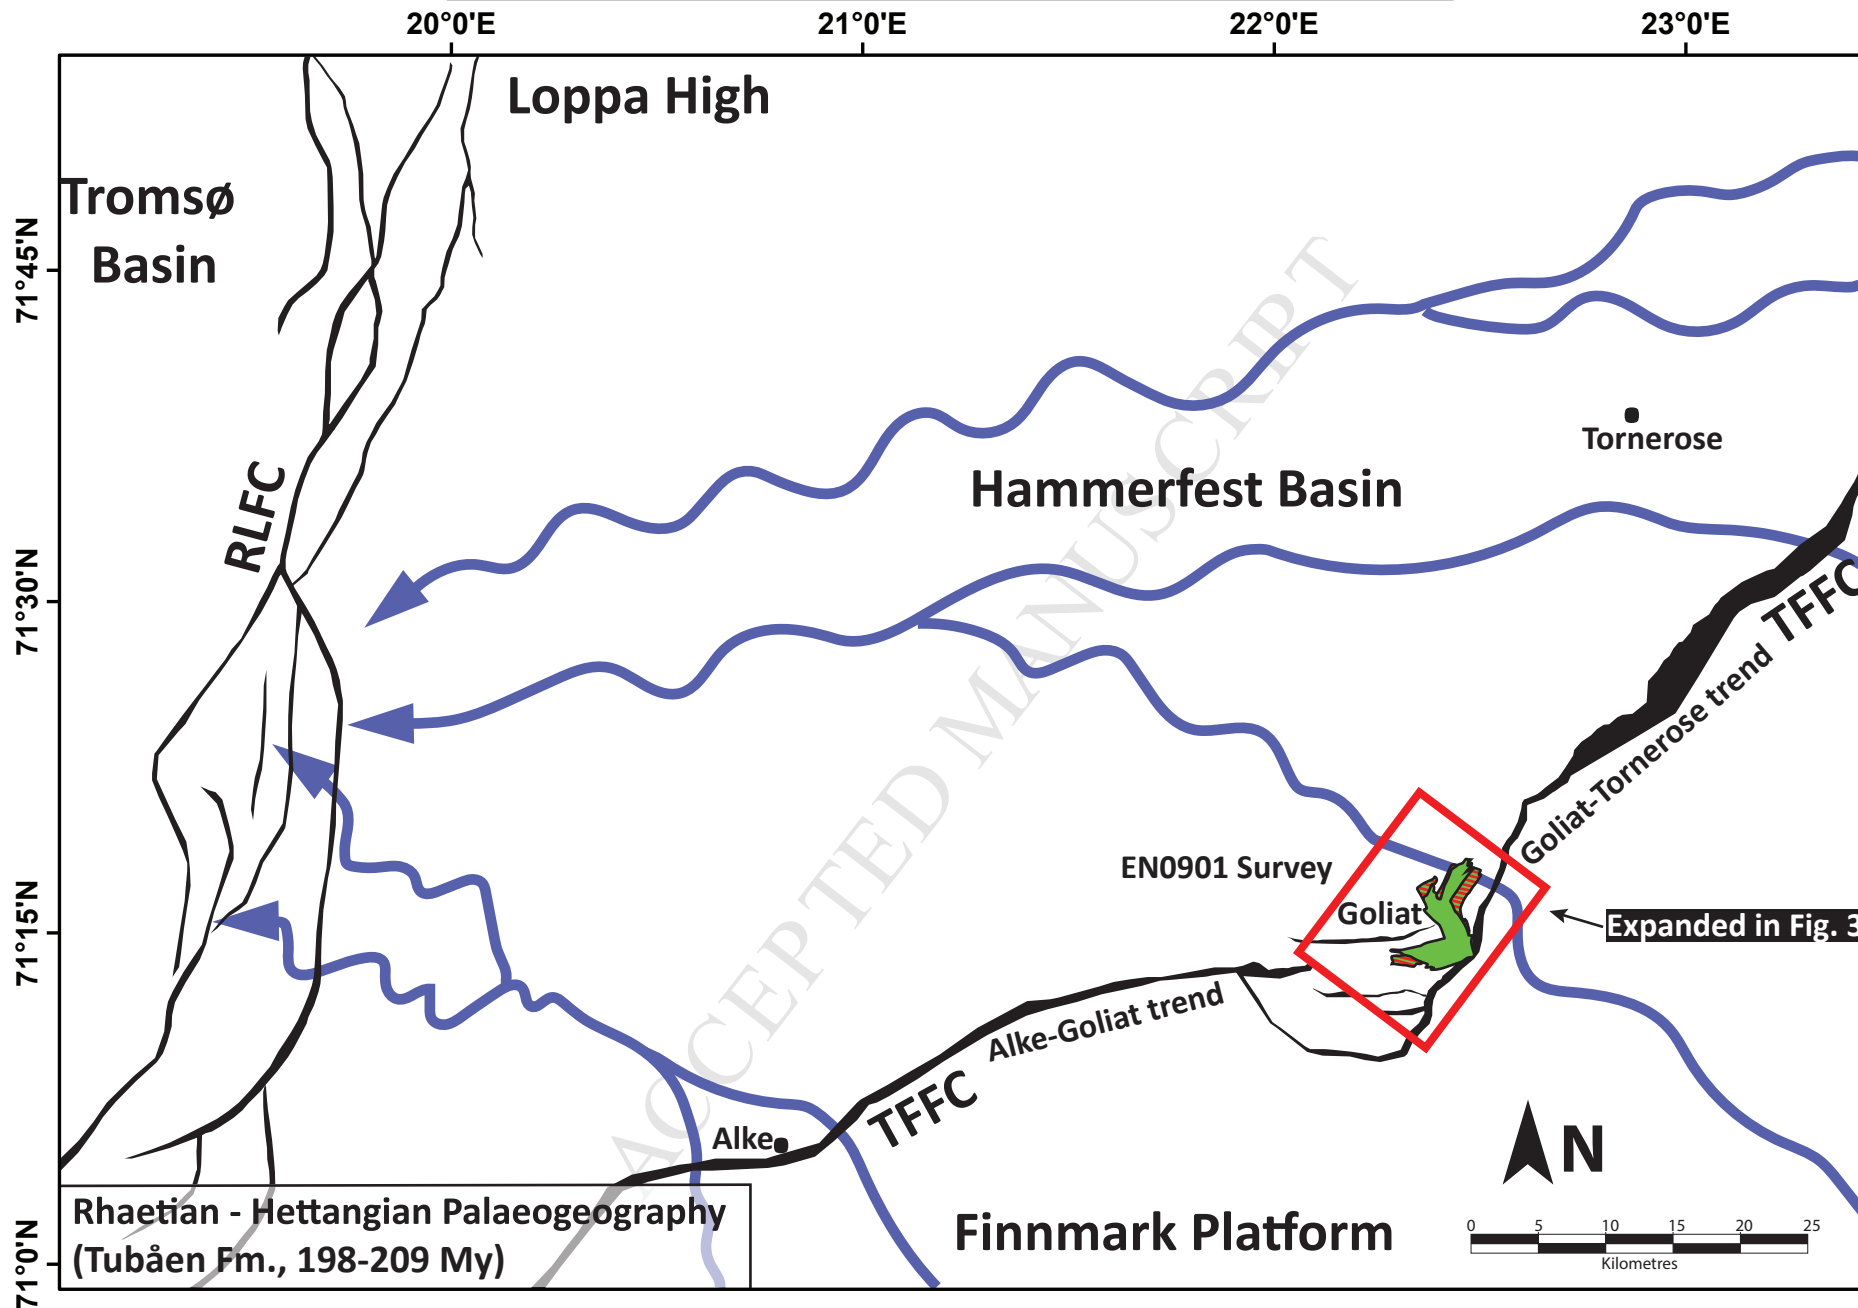 20°0'E
21°0'E
22°0'E
23°0'E
Loppa High
Tromsø
Basin
71°45'N
Tornerose
Hammerfest Basin
RLFC
71°30'N
TFFC
Goliat-Tornerose trend
ACCEPTED MANUSCRIPT
EN0901 Survey
Goliat
Expanded in Fig. 3
71°15'N
Alke-Goliat trend
TFFC
Alke
N
Rhaetian - Hettangian Palaeogeography
(Tubåen Fm., 198-209 My)
Finnmark Platform
0 5 10 15 20 25
Kilometres
71°0'N